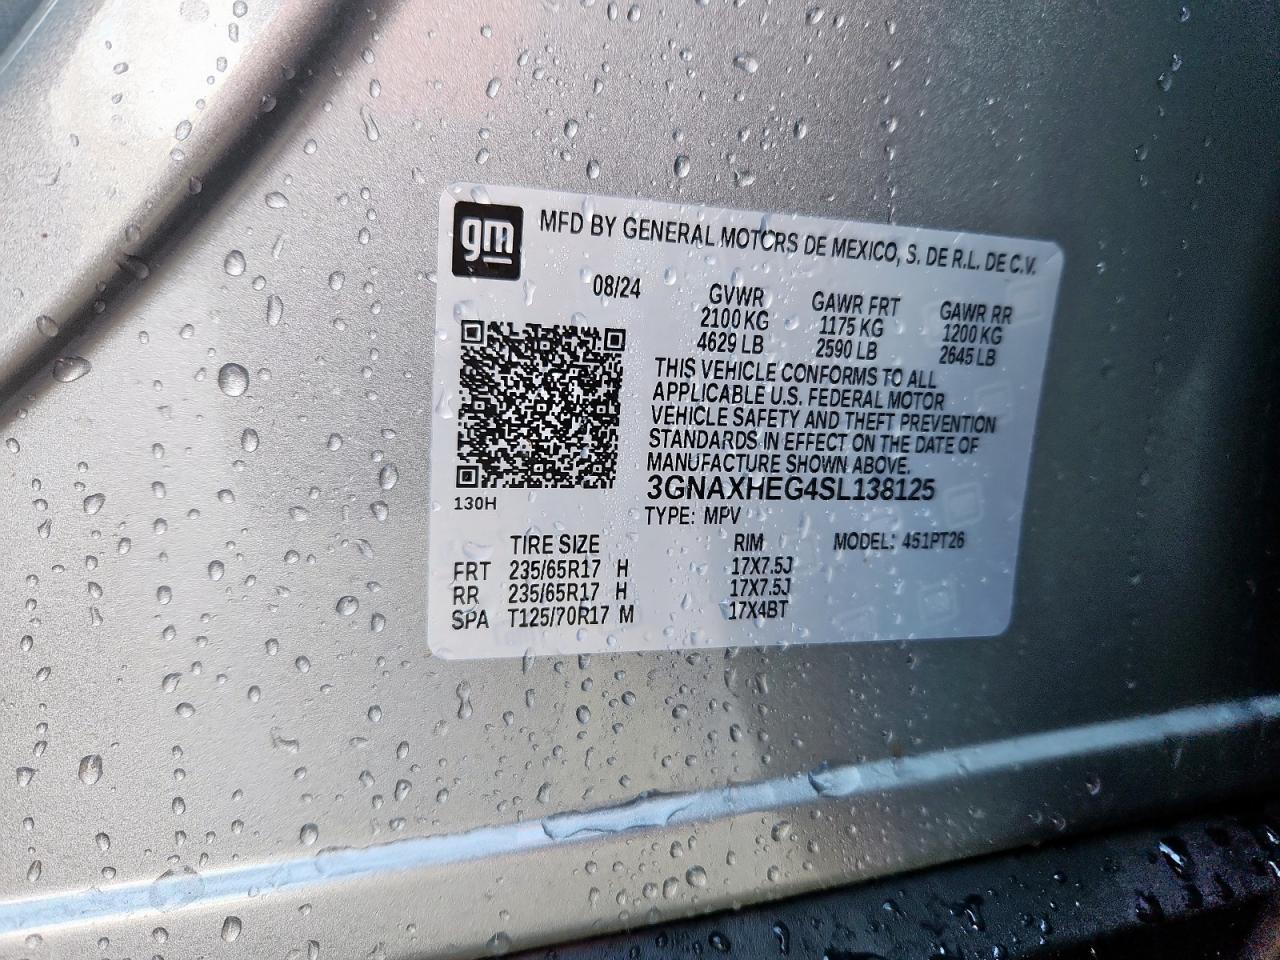 gm
MFD BY GENERAL MOTORS DE MEXICO, S. DE R.L. DE C.V.
08/24 GVWR GAWR FRT GAWR RR
2100 KG 1175 KG 1200 KG
4629 LB 2590 LB 2645 LB
THIS VEHICLE CONFORMS TO ALL
APPLICABLE U.S. FEDERAL MOTOR
VEHICLE SAFETY AND THEFT PREVENTION
STANDARDS IN EFFECT ON THE DATE OF
MANUFACTURE SHOWN ABOVE.
3GNAXHEG4SL138125
130H
TYPE: MPV
TIRE SIZE RIM MODEL: 451PT26
FRT 235/65R17 H 17X7.5J
RR 235/65R17 H 17X7.5J
SPA T125/70R17 M 17X4BT